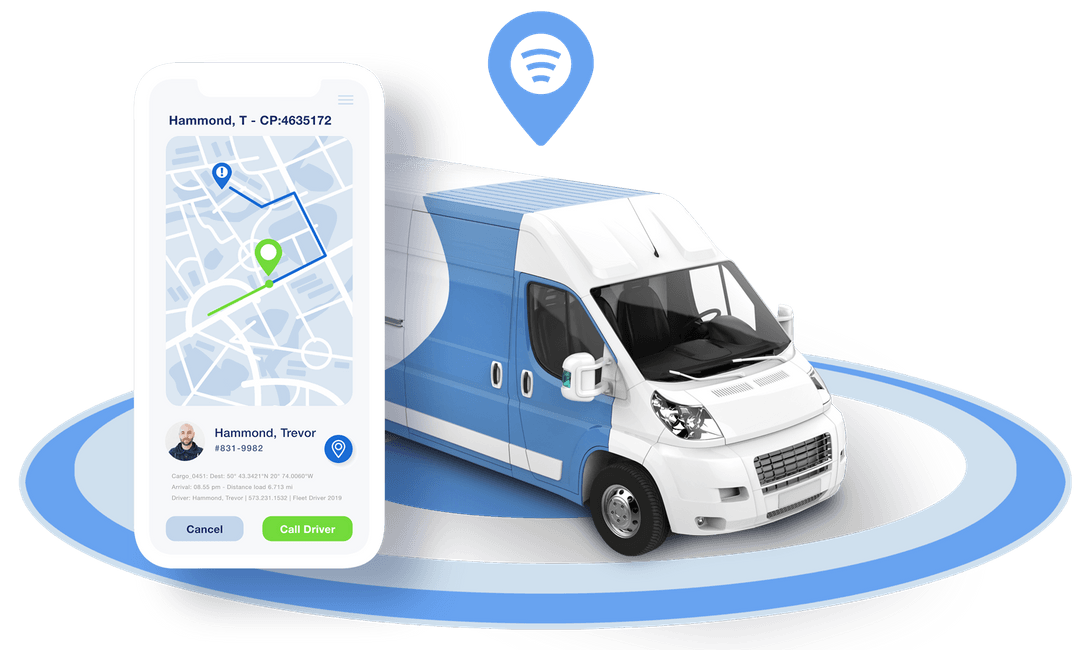 Hammond, T - CP:4635172
Hammond, Trevor
#831-9982
Cargo_0451: Dest: 50° 43.3421"N 20° 74.0060"W
Arrival: 08.55 pm - Distance load 6.713 mi
Driver: Hammond, Trevor | 573.231.1532 | Fleet Driver 2019
Cancel
Call Driver